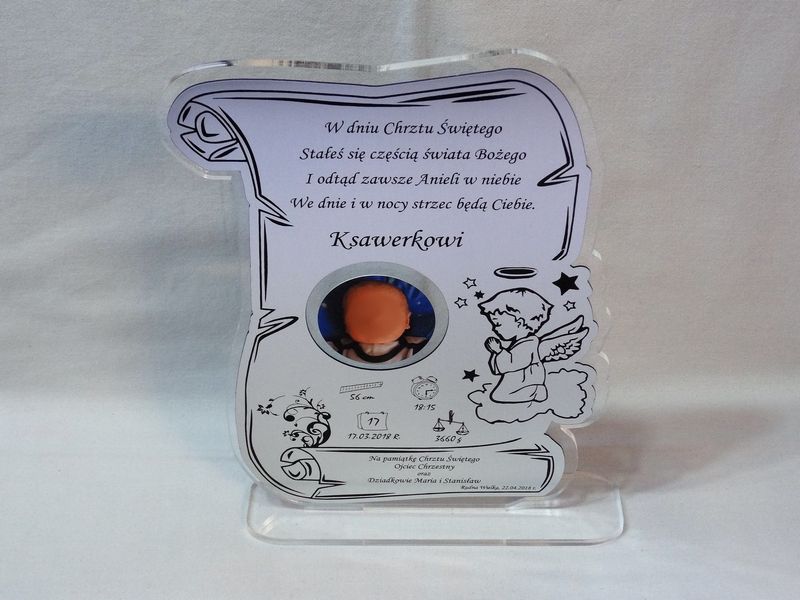 W dniu Chrztu Świętego
Stałeś się częścią świata Bożego
I odtąd zawsze Anieli w niebie
We dnie i w nocy strzec będą Ciebie.
Ksawerkowi
56 cm
18:15
17
17.03.2018 R.
3660 g
Na pamiątkę Chrztu Świętego
Ojciec Chrzestny
oraz
Dziadkowie Maria i Stanisław
Rudna Wielka, 22.04.2018 r.